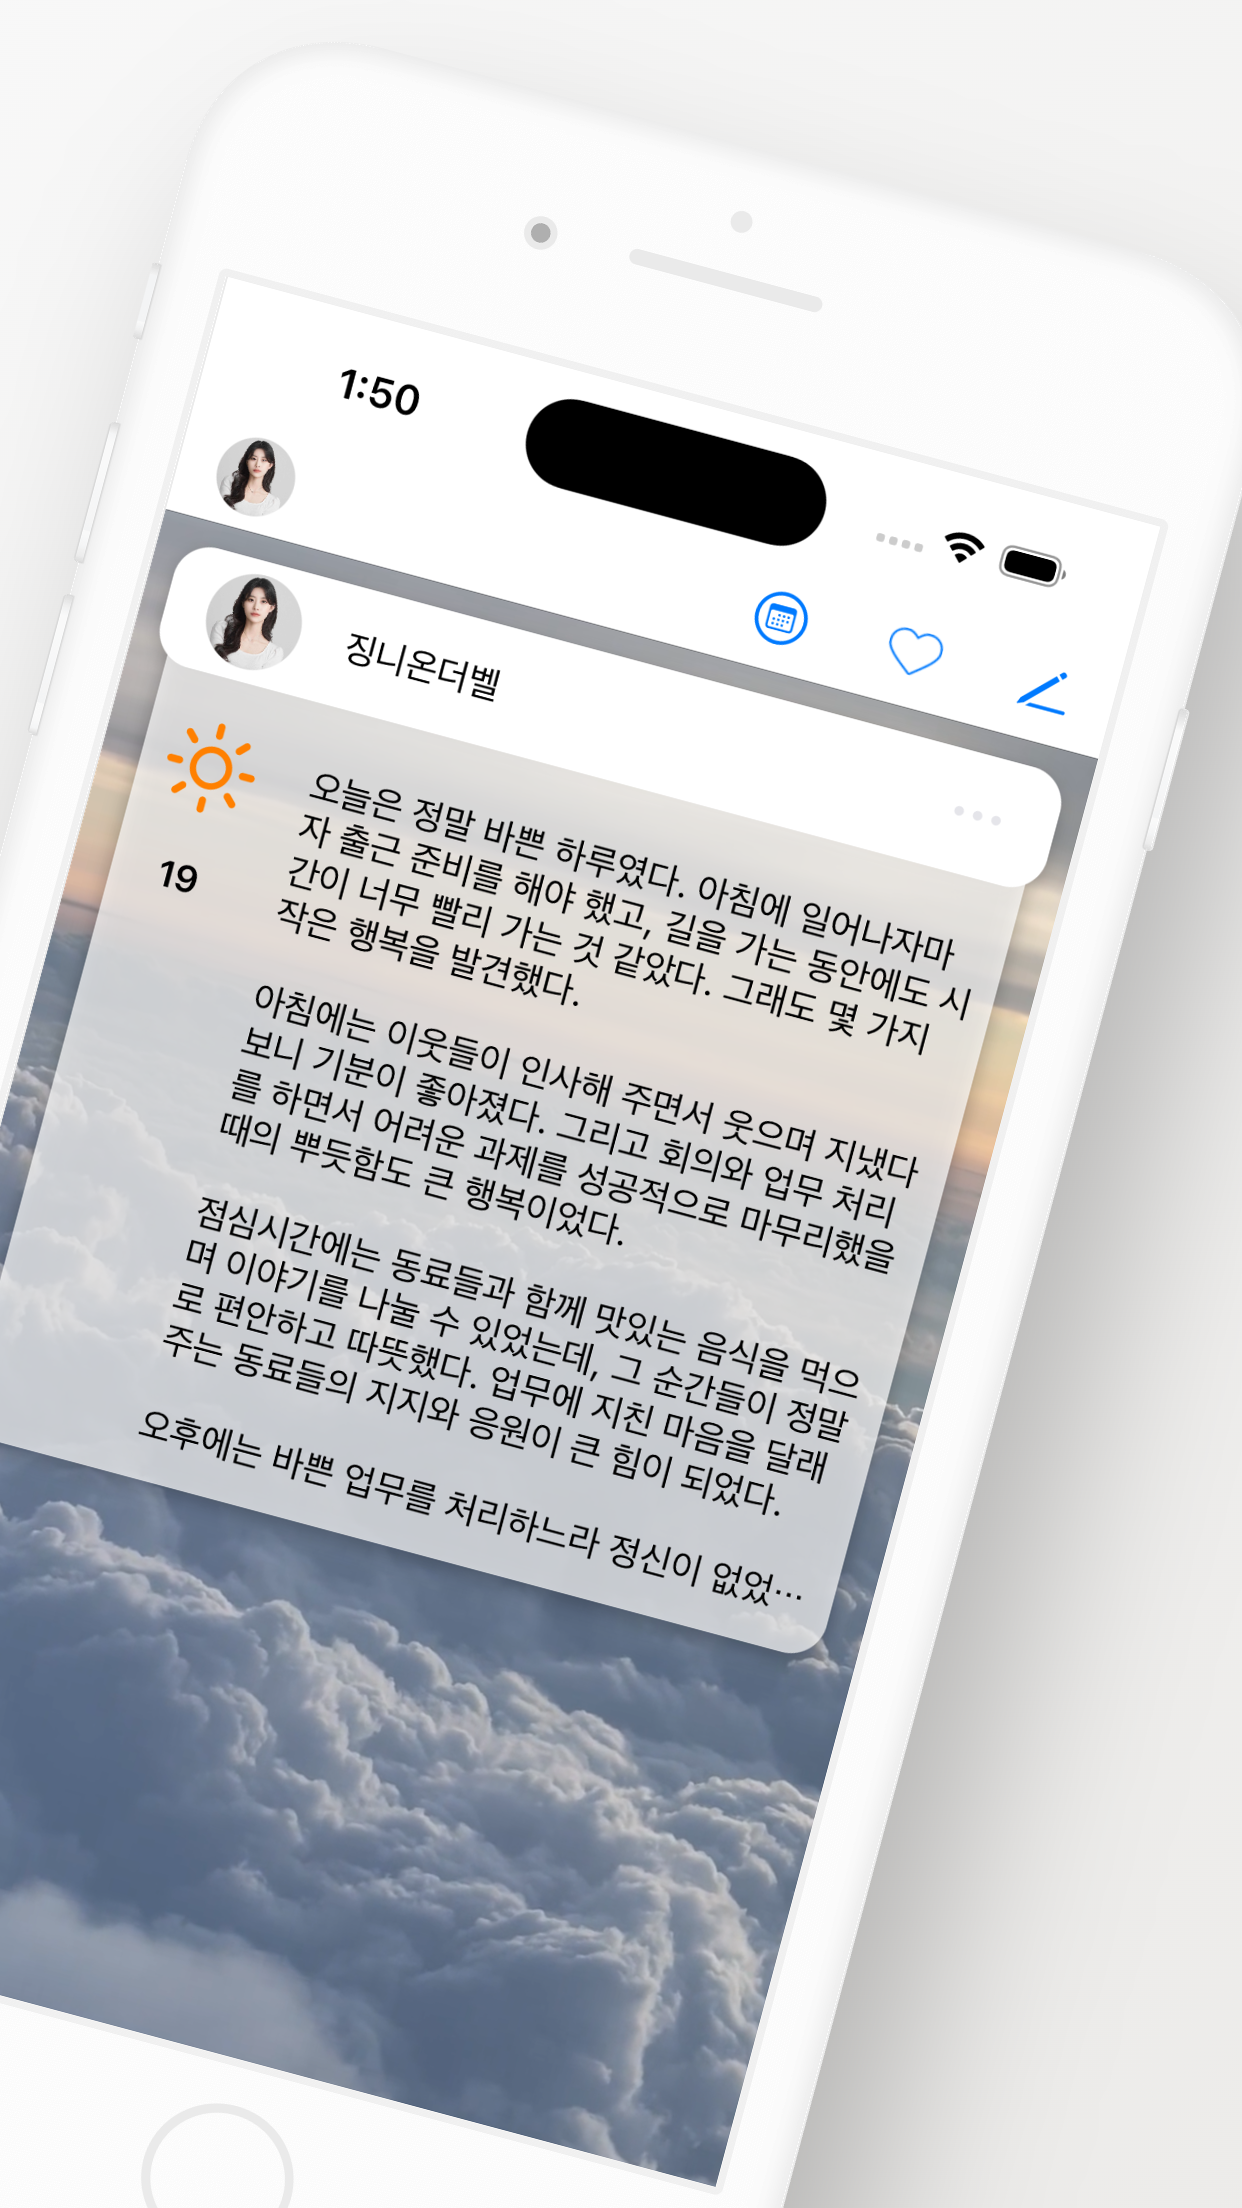 1:50
징니온더벨
19
오늘은 정말 바쁜 하루였다. 아침에 일어나자마
자 출근 준비를 해야 했고, 길을 가는 동안에도 시
간이 너무 빨리 가는 것 같았다. 그래도 몇 가지
작은 행복을 발견했다.
아침에는 이웃들이 인사해 주면서 웃으며 지냈다
보니 기분이 좋아졌다. 그리고 회의와 업무 처리
를 하면서 어려운 과제를 성공적으로 마무리했을
때의 뿌듯함도 큰 행복이었다.
점심시간에는 동료들과 함께 맛있는 음식을 먹으
며 이야기를 나눌 수 있었는데, 그 순간들이 정말
로 편안하고 따뜻했다. 업무에 지친 마음을 달래
주는 동료들의 지지와 응원이 큰 힘이 되었다.
오후에는 바쁜 업무를 처리하느라 정신이 없었…